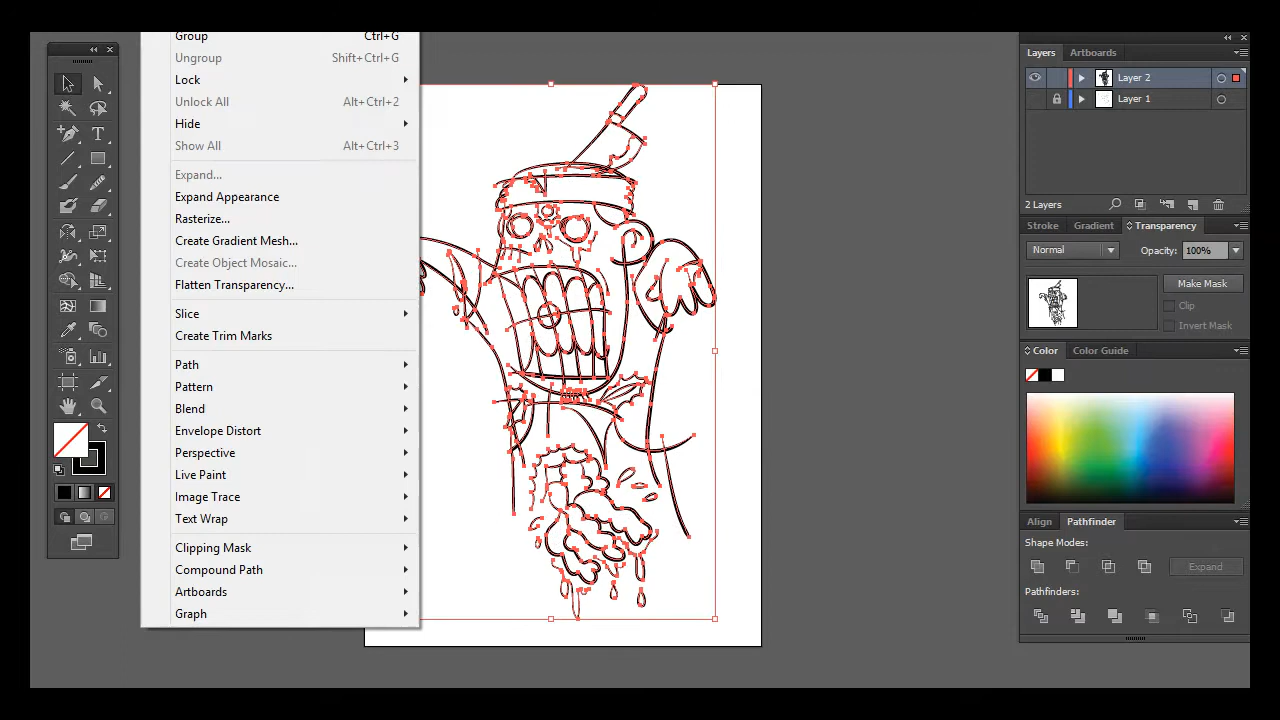 Group Ctrl+G
Ungroup Shift+Ctrl+G
Lock
Unlock All Alt+Ctrl+2
Hide
Show All Alt+Ctrl+3
Expand...
Expand Appearance
Rasterize...
Create Gradient Mesh...
Create Object Mosaic...
Flatten Transparency...
Slice
Create Trim Marks
Path
Pattern
Blend
Envelope Distort
Perspective
Live Paint
Image Trace
Text Wrap
Clipping Mask
Compound Path
Artboards
Graph
Layers Artboards
Layer 2
Layer 1
2 Layers
Stroke Gradient Transparency
Normal Opacity: 100%
Make Mask
Clip
Invert Mask
Color Color Guide
Align Pathfinder
Shape Modes:
Expand
Pathfinders: